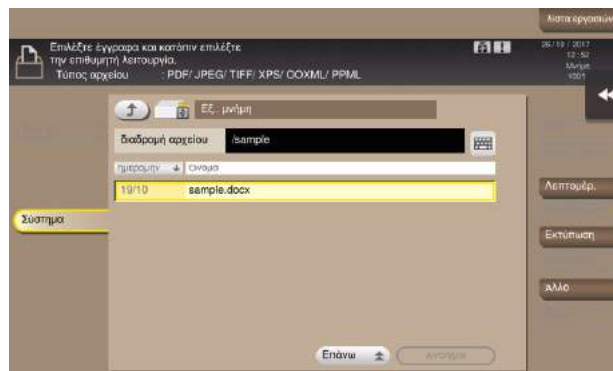 λίστα εργασιών
Επιλέξτε έγγραφα και κατόπιν επιλέξτε
την επιθυμητή λειτουργία.
Τύπος αρχείου : PDF/ JPEG/ TIFF/ XPS/ OOXML/ PPML
26/10 / 2017
12:52
Μνήμη
100%
Εξ. μνήμη
διαδρομή αρχείου /sample
ημερομην Όνομα
19/10 sample.docx
Λεπτομέρ.
Σύστημα
Εκτύπωση
Άλλο
Επάνω Άνοιγμα